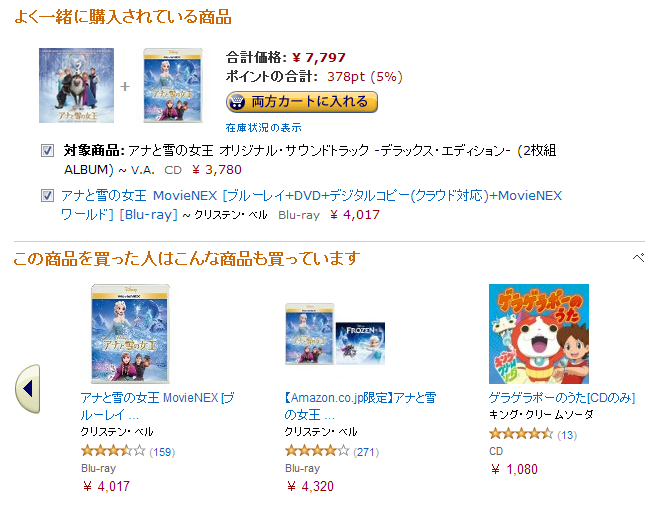 よく一緒に購入されている商品
合計価格: ¥ 7,797
ポイントの合計: 378pt (5%)
両方カートに入れる
在庫状況の表示
対象商品: アナと雪の女王 オリジナル・サウンドトラック -デラックス・エディション- (2枚組
ALBUM) ~ V.A. CD ¥ 3,780
アナと雪の女王 MovieNEX [ブルーレイ+DVD+デジタルコピー(クラウド対応)+MovieNEX
ワールド] [Blu-ray] ~ クリステン・ベル Blu-ray ¥ 4,017
この商品を買った人はこんな商品も買っています
ペ
Disney
MovieNEX
アナと雪の女王
FROZEN
ゲラゲラポーの
うた
アナと雪の女王 MovieNEX [ブ
ルーレイ ...
クリステン・ベル
(159)
Blu-ray
¥ 4,017
【Amazon.co.jp限定】アナと雪
の女王 ...
クリステン・ベル
(271)
Blu-ray
¥ 4,320
ゲラゲラポーのうた[CDのみ]
キング・クリームソーダ
(13)
CD
¥ 1,080